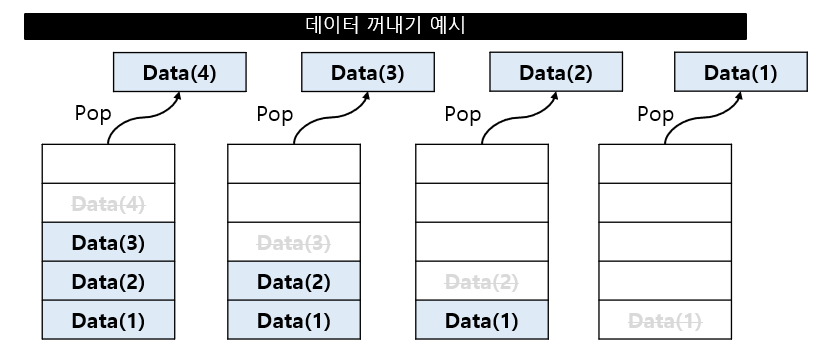 데이터 꺼내기 예시
Data(4)
Data(3)
Data(2)
Data(1)
Pop
Pop
Pop
Pop
Data(4)
Data(3)
Data(2)
Data(1)
Data(3)
Data(2)
Data(1)
Data(2)
Data(1)
Data(1)